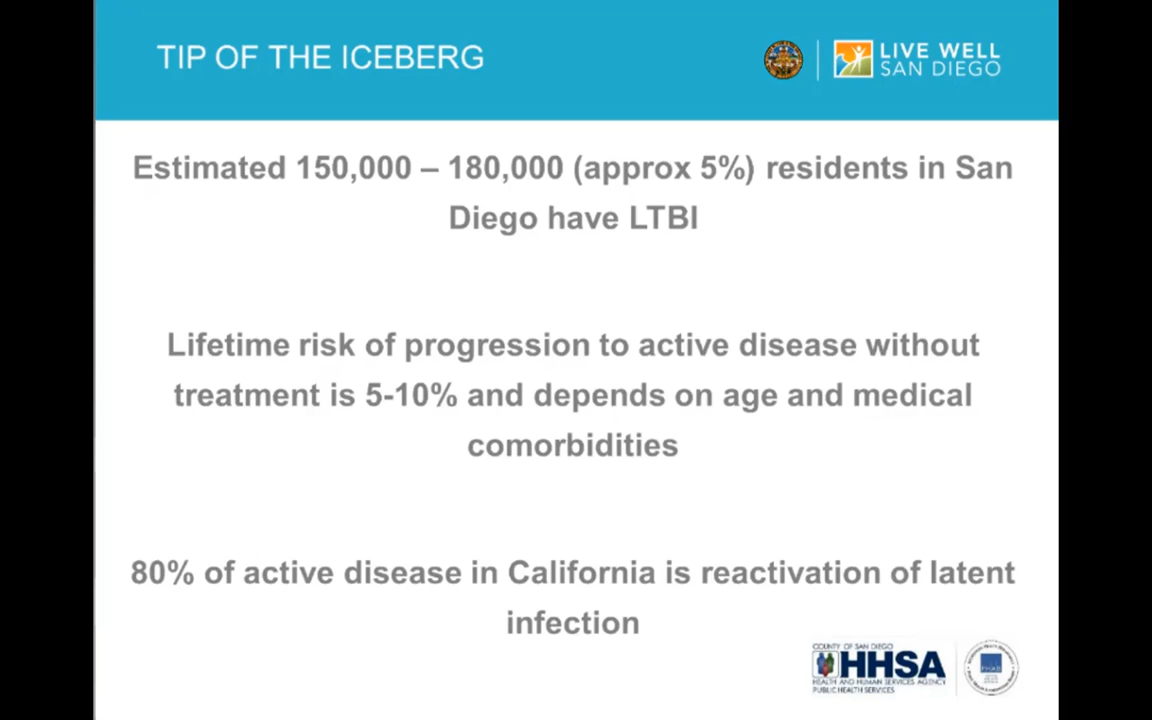 TIP OF THE ICEBERG
LIVE WELL
SAN DIEGO
Estimated 150,000 – 180,000 (approx 5%) residents in San
Diego have LTBI
Lifetime risk of progression to active disease without
treatment is 5-10% and depends on age and medical
comorbidities
80% of active disease in California is reactivation of latent
infection
COUNTY OF SAN DIEGO
HHSA
HEALTH AND HUMAN SERVICES AGENCY
PUBLIC HEALTH SERVICES